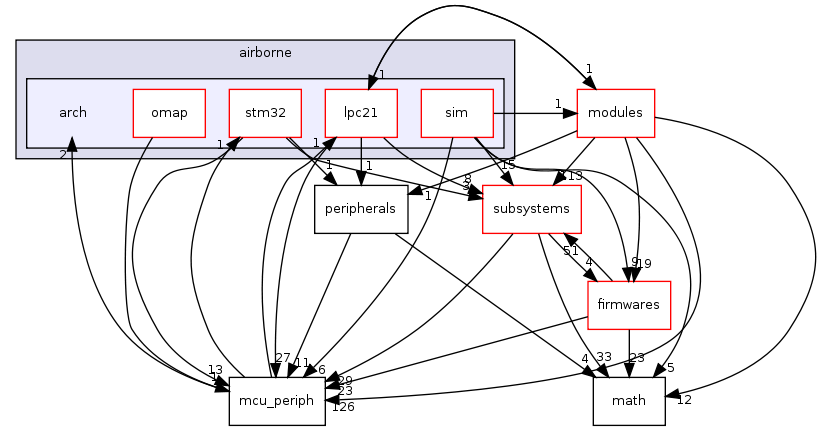 airborne
1
1
arch
omap
stm32
lpc21
sim
1
modules
1
1
2
1
1
15
13
8
3
1
peripherals
subsystems
51
4
9
19
firmwares
27
11
6
13
4
33
23
5
29
23
126
12
mcu_periph
math